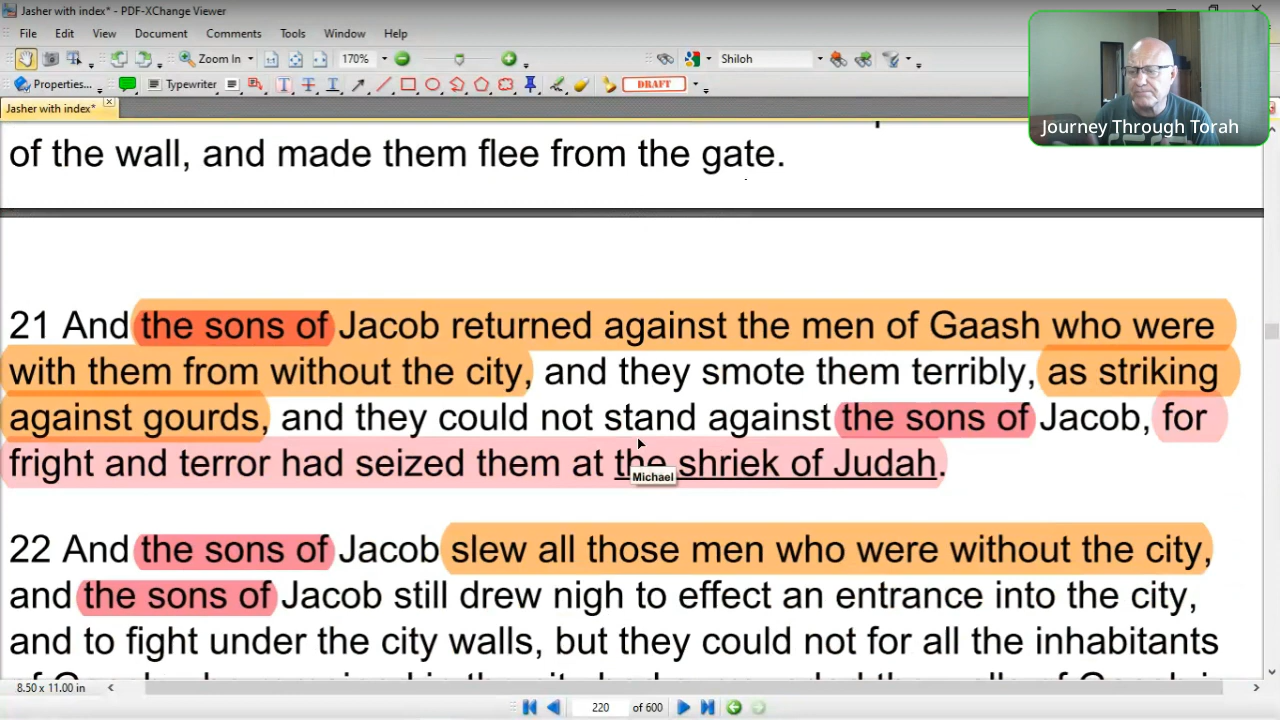 Jasher with index* - PDF-XChange Viewer
File Edit View Document Comments Tools Window Help
Zoom In 170% Shiloh
Properties... Typewriter DRAFT
Jasher with index*
Journey Through Torah
of the wall, and made them flee from the gate.
21 And the sons of Jacob returned against the men of Gaash who were
with them from without the city, and they smote them terribly, as striking
against gourds, and they could not stand against the sons of Jacob, for
fright and terror had seized them at the shriek of Judah.
Michael
22 And the sons of Jacob slew all those men who were without the city,
and the sons of Jacob still drew nigh to effect an entrance into the city,
and to fight under the city walls, but they could not for all the inhabitants
8.50 x 11.00 in
220 of 600